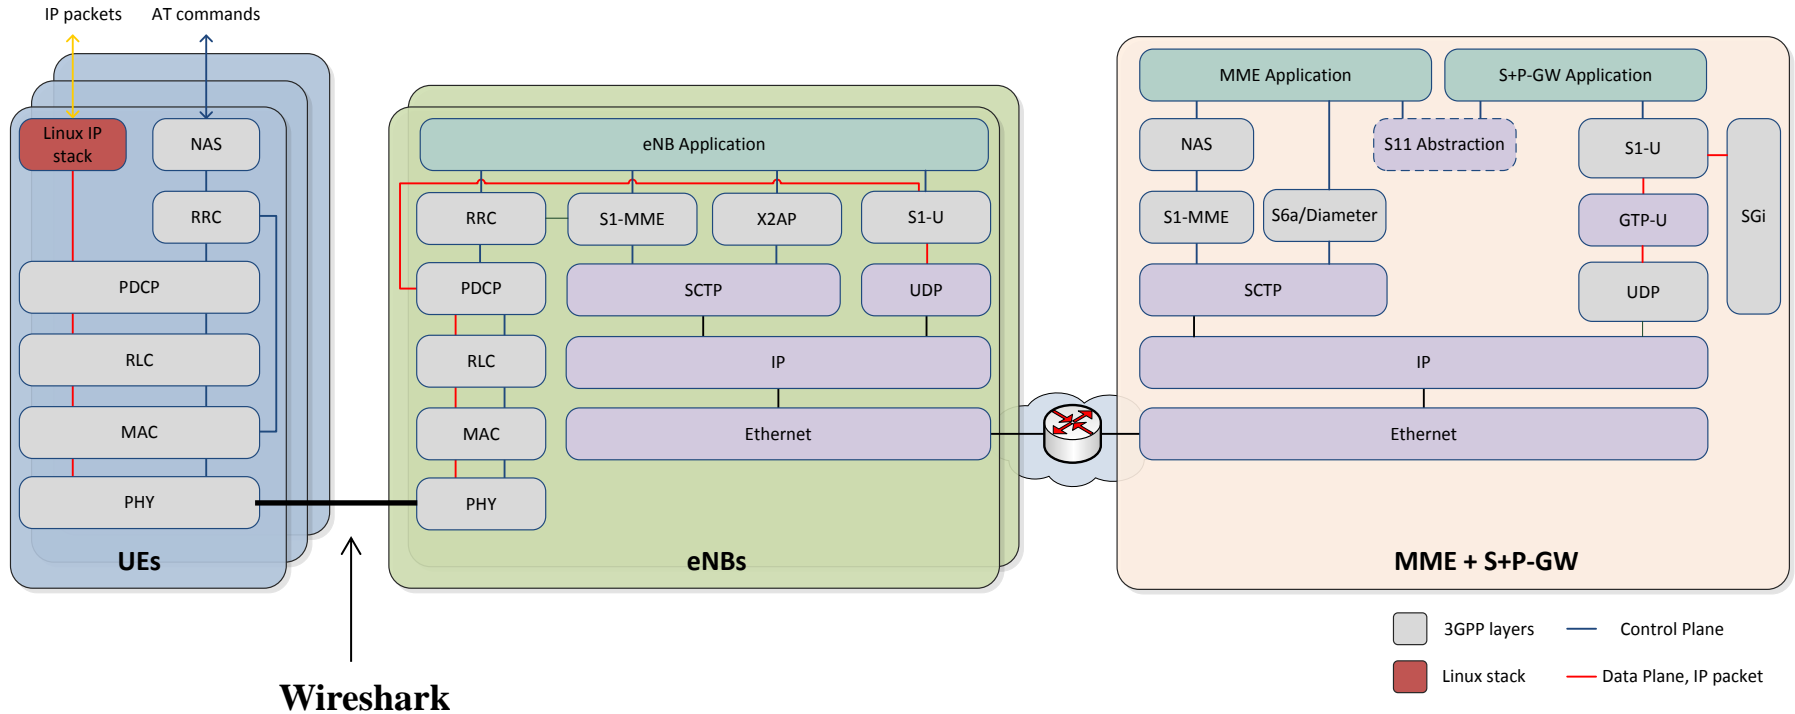 IP packets
AT commands
Linux IP
stack
NAS
RRC
PDCP
RLC
MAC
PHY
UEs
eNB Application
RRC
S1-MME
X2AP
S1-U
PDCP
SCTP
UDP
RLC
IP
MAC
Ethernet
PHY
eNBs
MME Application
S+P-GW Application
NAS
S11 Abstraction
S1-U
S1-MME
S6a/Diameter
GTP-U
SGi
SCTP
UDP
IP
Ethernet
MME + S+P-GW
3GPP layers
Control Plane
Linux stack
Data Plane, IP packet
Wireshark